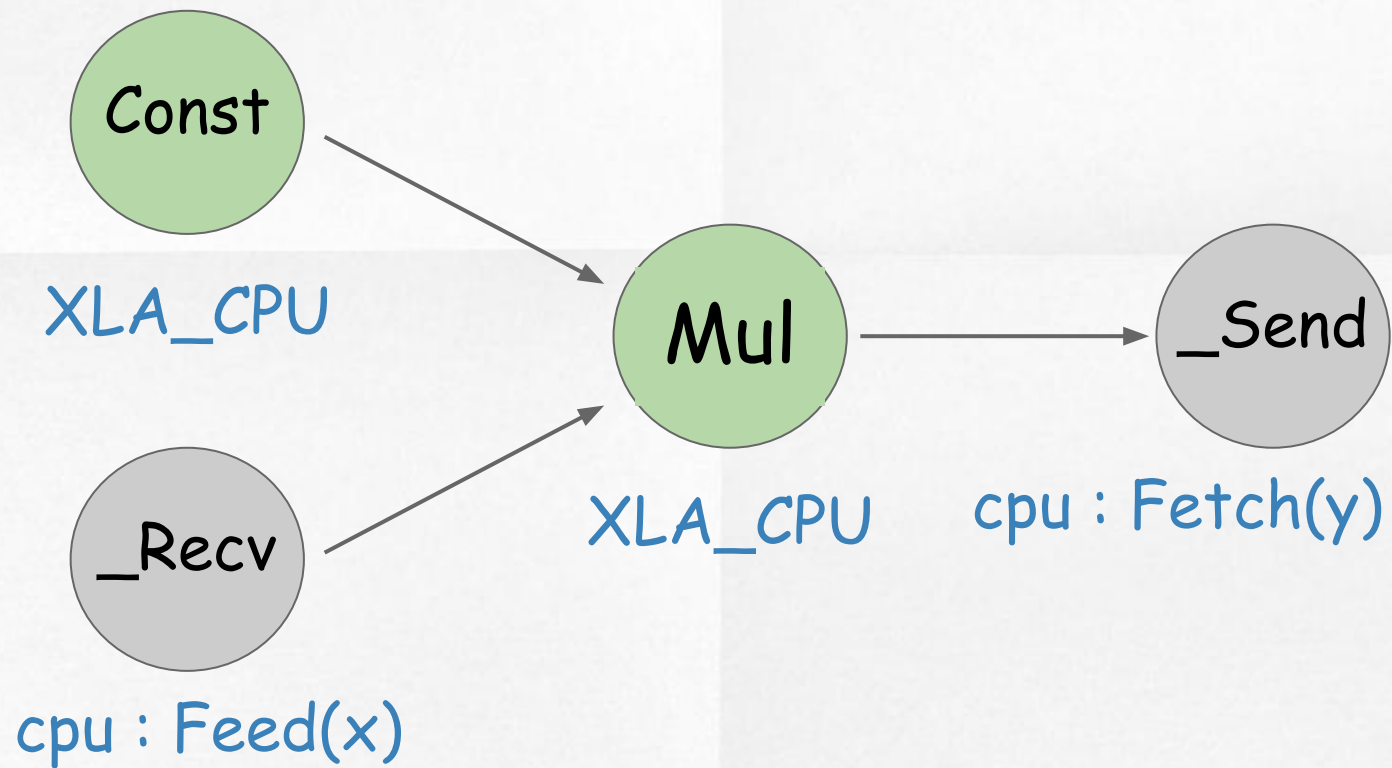 Const
XLA_CPU
_Recv
cpu : Feed(x)
Mul
XLA_CPU
_Send
cpu : Fetch(y)